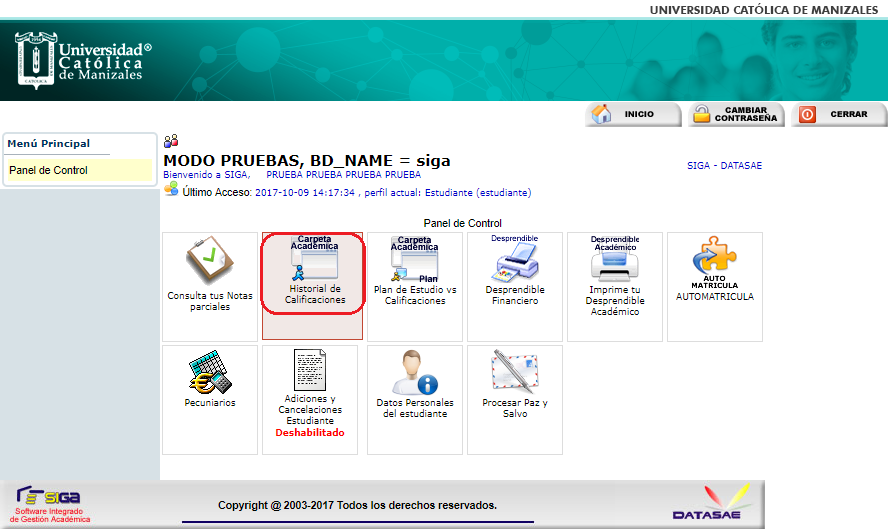 UNIVERSIDAD CATÓLICA DE MANIZALES
Universidad®
Católica
de Manizales
INICIO
CAMBIAR
CONTRASEÑA
CERRAR
Menú Principal
Panel de Control
MODO PRUEBAS, BD_NAME = siga
Bienvenido a SIGA, PRUEBA PRUEBA PRUEBA PRUEBA
SIGA - DATASAE
Último Acceso: 2017-10-09 14:17:34 , perfil actual: Estudiante (estudiante)
Panel de Control
Consulta tus Notas
parciales
Carpeta
Académica
Historial de
Calificaciones
Carpeta
Académica
Plan
Plan de Estudio vs
Calificaciones
Desprendible
Desprendible
Financiero
Desprendible
Académico
Imprime tu
Desprendible
Académico
AUTO
MATRICULA
AUTOMATRICULA
Pecuniarios
Adiciones y
Cancelaciones
Estudiante
Deshabilitado
Datos Personales
del estudiante
Procesar Paz y
Salvo
SIGA
Software Integrado
de Gestión Académica
Copyright @ 2003-2017 Todos los derechos reservados.
DATASAE